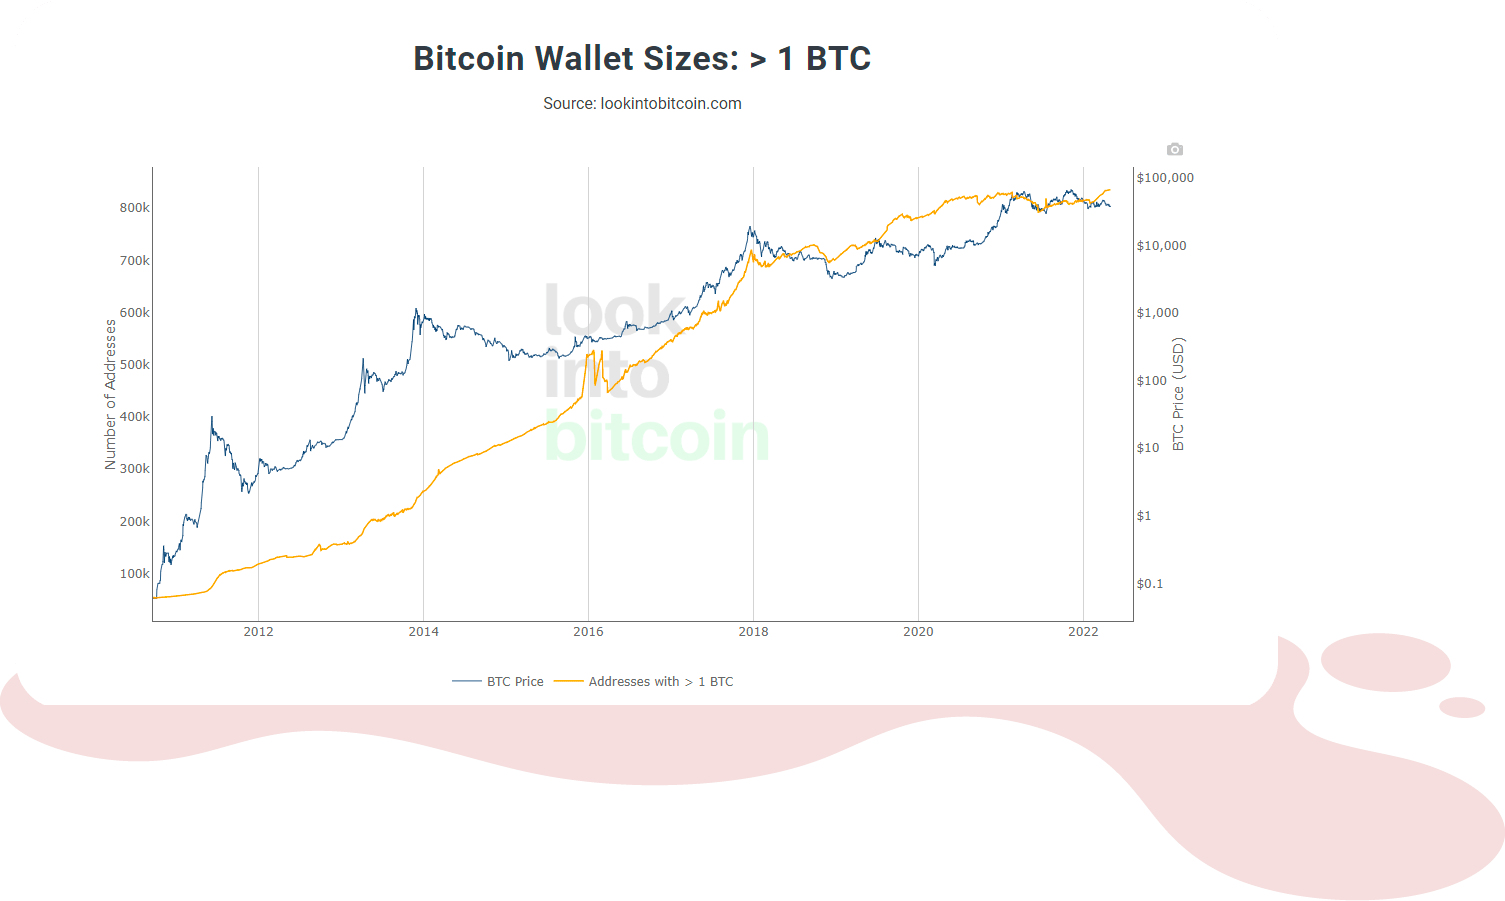 Bitcoin Wallet Sizes: > 1 BTC
Source: lookintobitcoin.com
$100,000
800k
$10,000
700k
look
600k
$1,000
into
500k
$100
bitcoin
400k
$10
300k
$1
200k
$0.1
100k
Number of Addresses
BTC Price (USD)
2012 2014 2016 2018 2020 2022
BTC Price Addresses with > 1 BTC